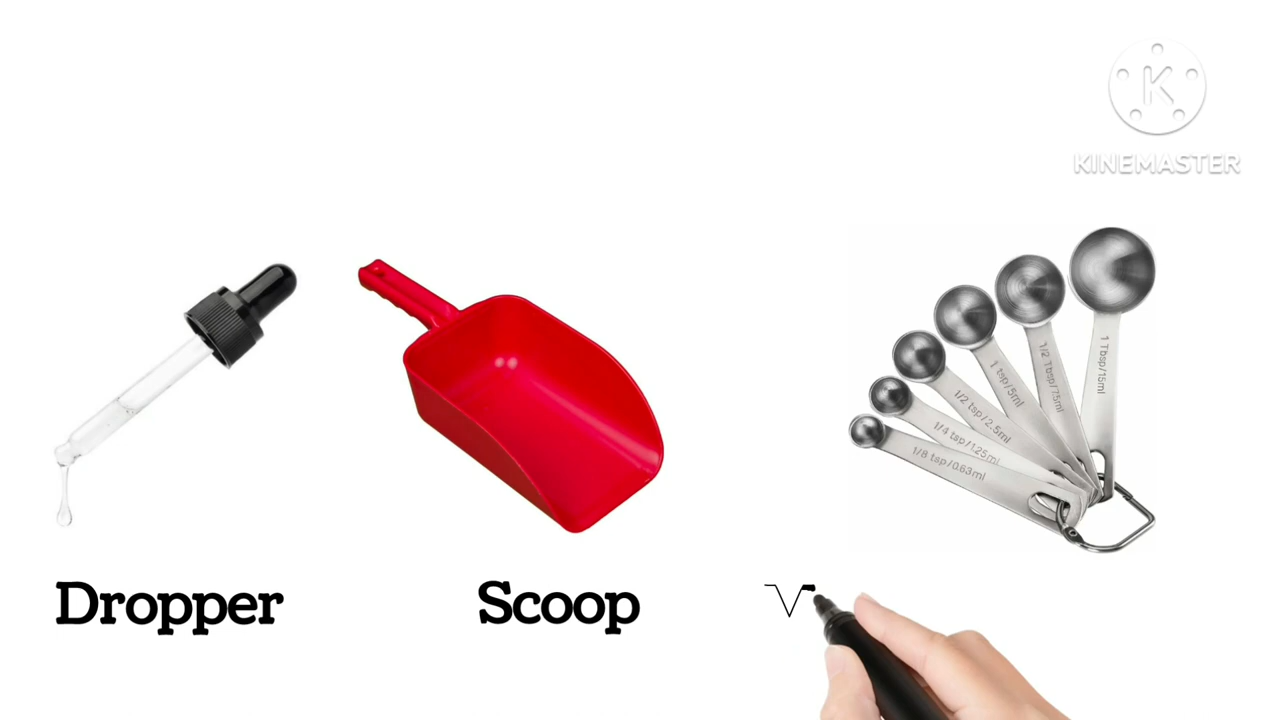 K
KINEMASTER
1 Tbsp/15ml
1/2 Tbsp/7.5ml
1 tsp/5ml
1/2 tsp/2.5ml
1/4 tsp/1.25ml
1/8 tsp/0.63ml
Dropper
Scoop
V